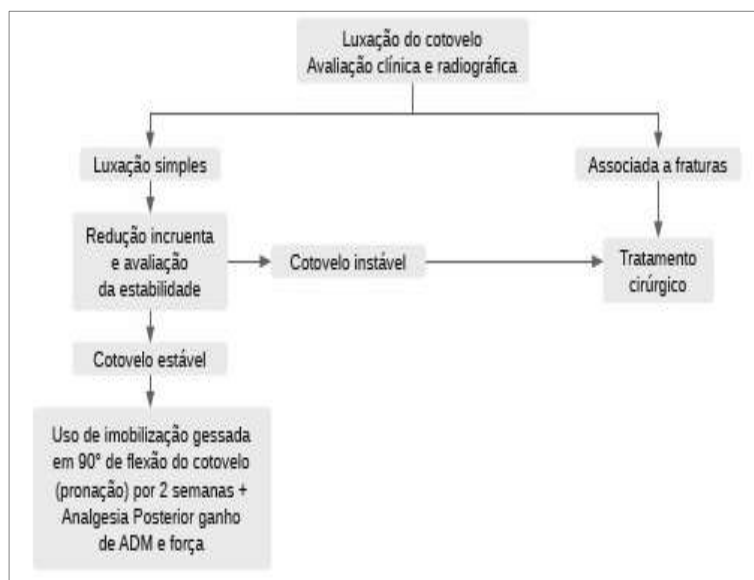 Luxação do cotovelo
Avaliação clínica e radiográfica
Luxação simples
Associada a fraturas
Redução incruenta
e avaliação
da estabilidade
Cotovelo instável
Tratamento
cirúrgico
Cotovelo estável
Uso de imobilização gessada
em 90° de flexão do cotovelo
(pronação) por 2 semanas +
Analgesia Posterior ganho
de ADM e força